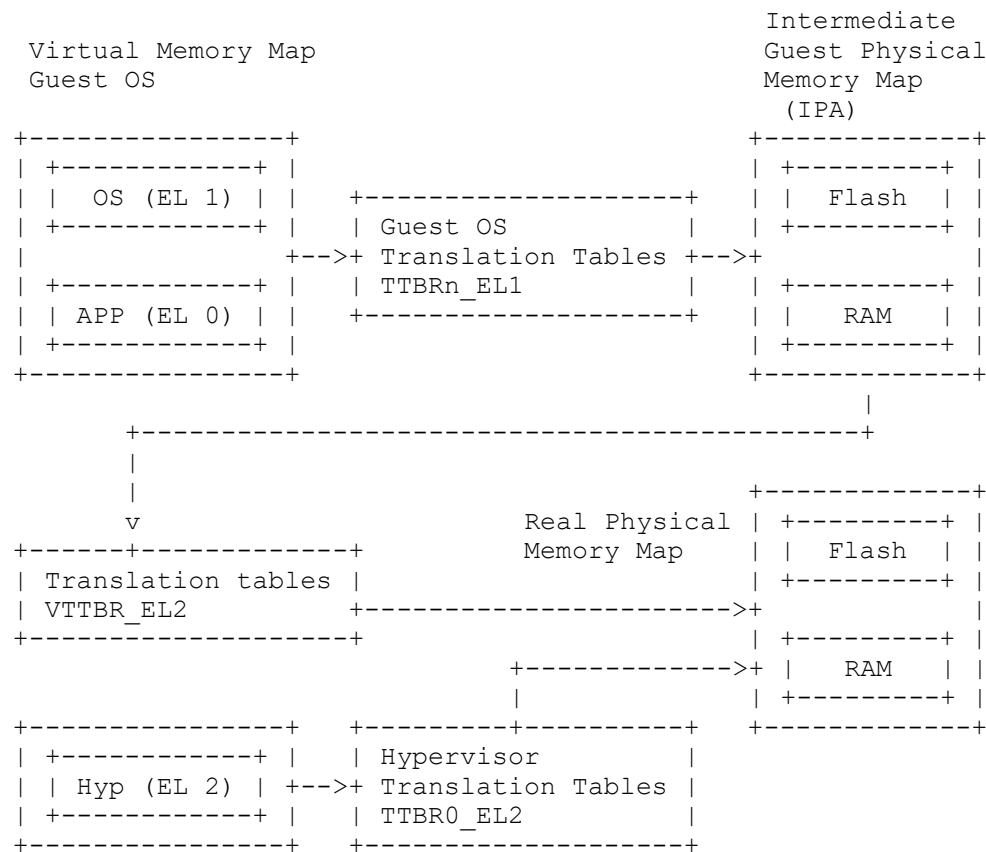 Virtual Memory Map
Guest OS
Intermediate
Guest Physical
Memory Map
(IPA)
OS (EL 1)
APP (EL 0)
Guest OS
Translation Tables
TTBRn_EL1
Flash
RAM
Translation tables
VTTBR_EL2
Real Physical
Memory Map
Flash
RAM
Hyp (EL 2)
Hypervisor
Translation Tables
TTBR0_EL2